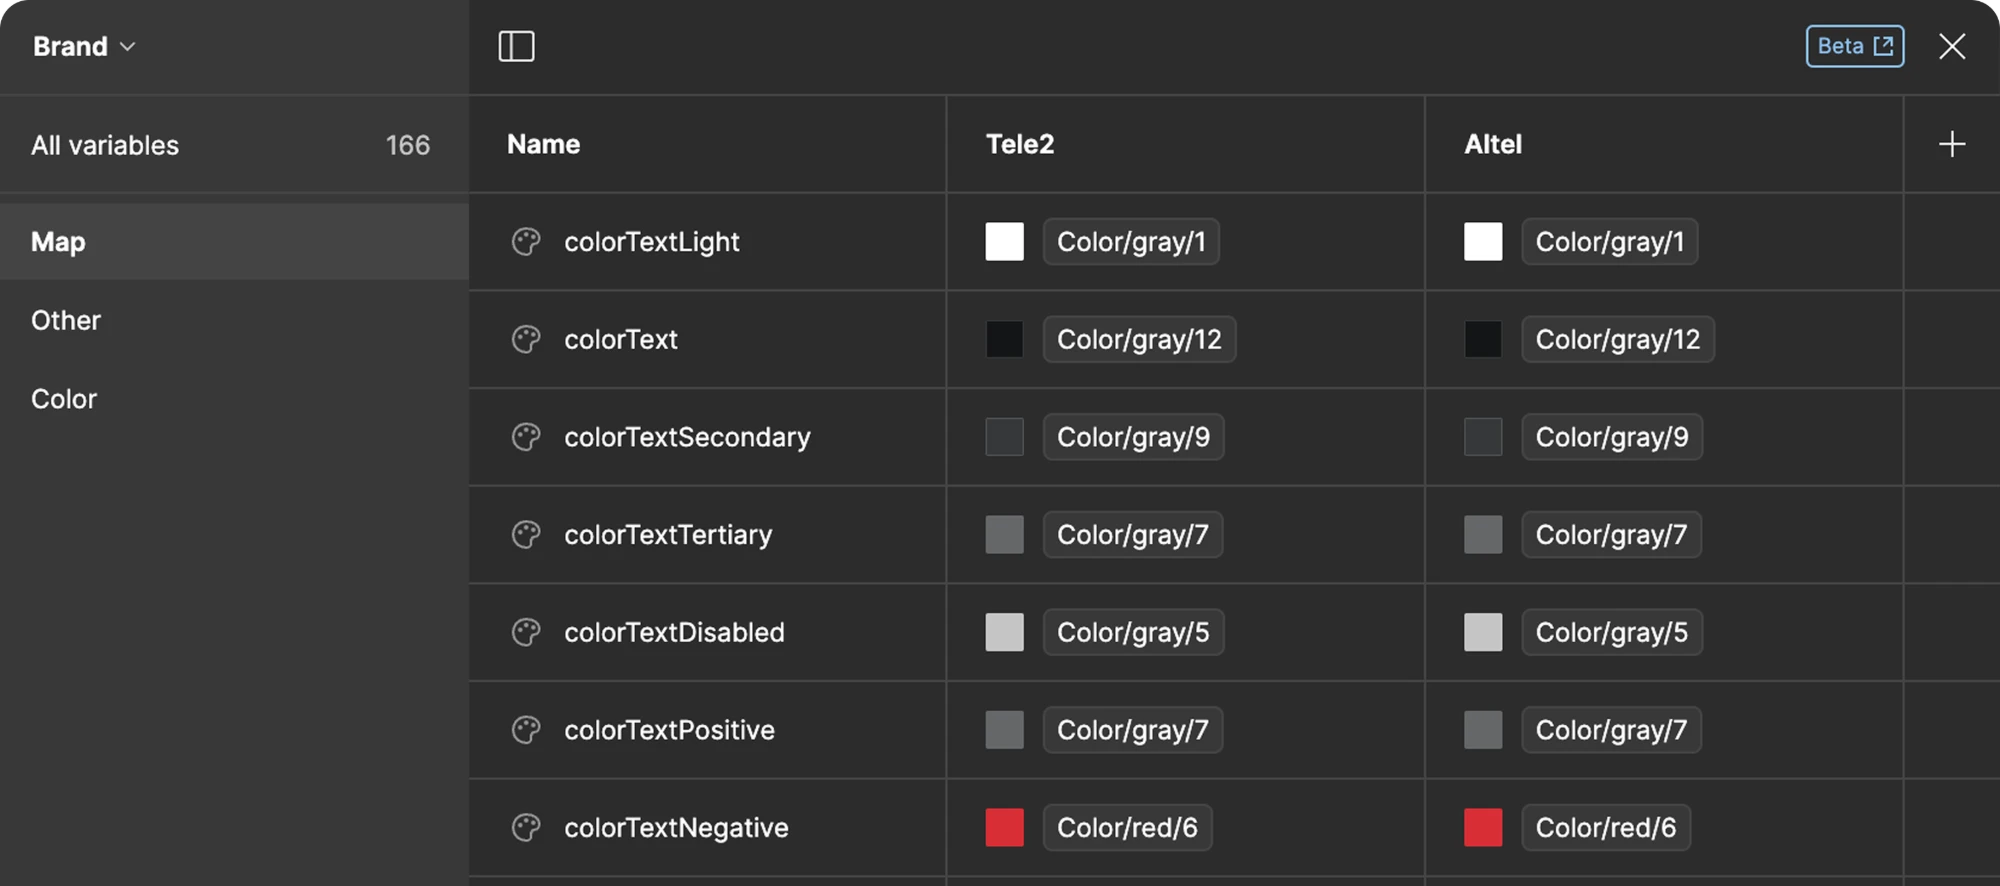 Brand
Beta
All variables 166
Name Tele2 Altel
Map
Other
Color
colorTextLight Color/gray/1 Color/gray/1
colorText Color/gray/12 Color/gray/12
colorTextSecondary Color/gray/9 Color/gray/9
colorTextTertiary Color/gray/7 Color/gray/7
colorTextDisabled Color/gray/5 Color/gray/5
colorTextPositive Color/gray/7 Color/gray/7
colorTextNegative Color/red/6 Color/red/6